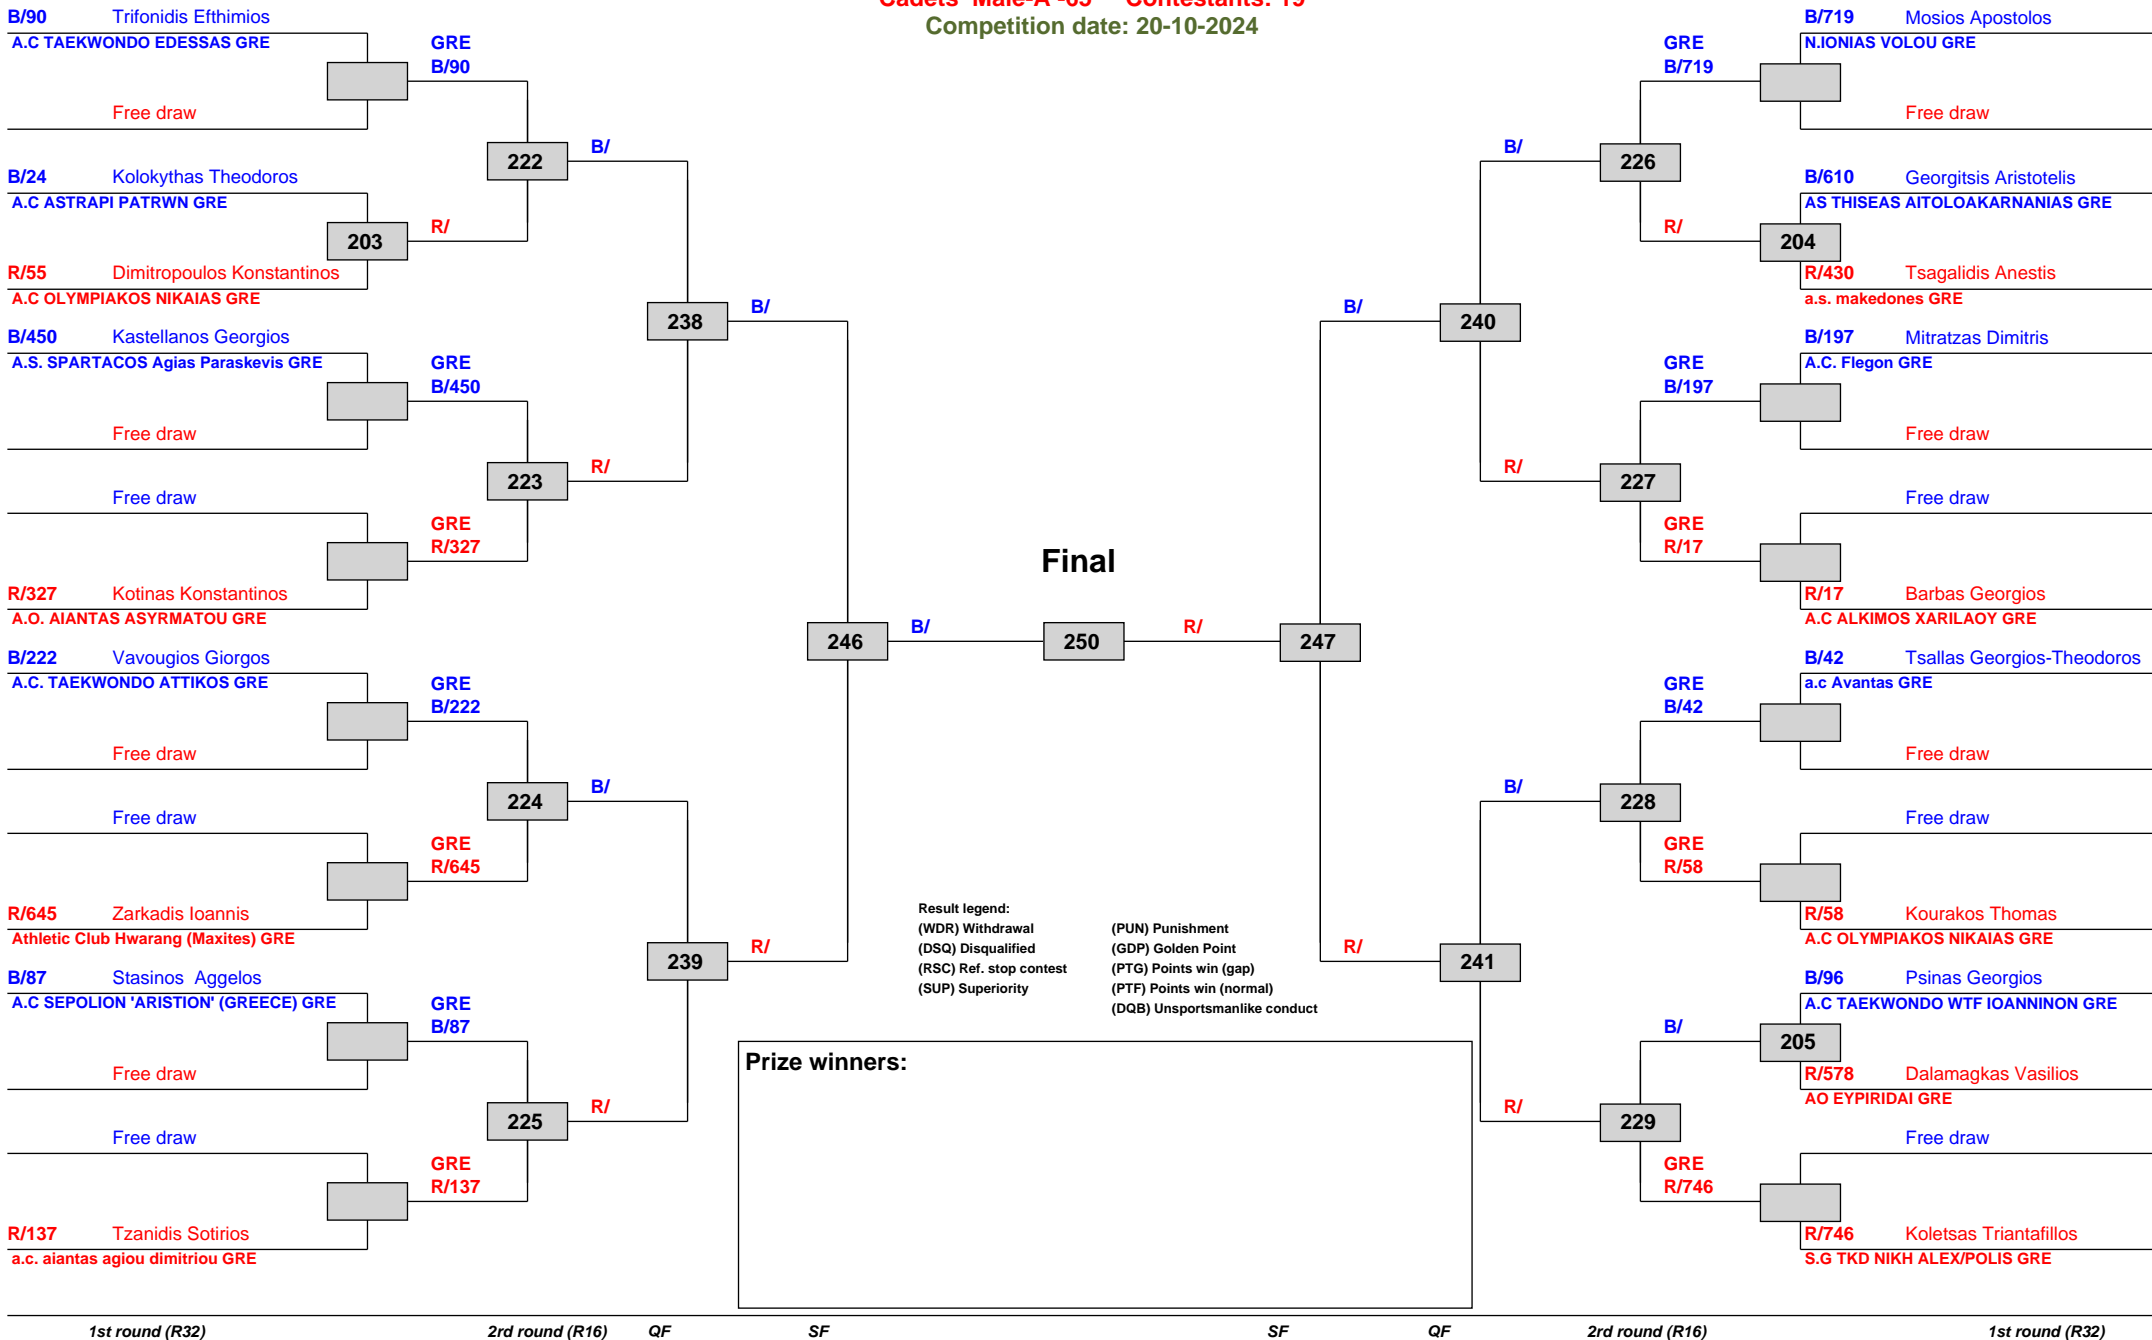 Cadets Male-A -65 Contestants: 19
Competition date: 20-10-2024
B/90 Trifonidis Efthimios
A.C TAEKWONDO EDESSAS GRE
GRE
B/90
Free draw
222
B/
B/24 Kolokythas Theodoros
A.C ASTRAPI PATRWN GRE
203
R/
R/55 Dimitropoulos Konstantinos
A.C OLYMPIAKOS NIKAIAS GRE
238
B/
B/450 Kastellanos Georgios
A.S. SPARTACOS Agias Paraskevis GRE
GRE
B/450
Free draw
223
R/
Free draw
GRE
R/327
R/327 Kotinas Konstantinos
A.O. AIANTAS ASYRMATOU GRE
246
B/
B/222 Vavougios Giorgos
A.C. TAEKWONDO ATTIKOS GRE
GRE
B/222
Free draw
224
B/
Free draw
GRE
R/645
R/645 Zarkadis Ioannis
Athletic Club Hwarang (Maxites) GRE
239
R/
B/87 Stasinos Aggelos
A.C SEPOLION 'ARISTION' (GREECE) GRE
GRE
B/87
Free draw
225
R/
Free draw
GRE
R/137
R/137 Tzanidis Sotirios
a.c. aiantas agiou dimitriou GRE
Final
250
R/
247
Result legend:
(WDR) Withdrawal (PUN) Punishment
(DSQ) Disqualified (GDP) Golden Point
(RSC) Ref. stop contest (PTG) Points win (gap)
(SUP) Superiority (PTF) Points win (normal)
(DQB) Unsportsmanlike conduct
Prize winners:
B/719 Mosios Apostolos
N.IONIAS VOLOU GRE
GRE
B/719
Free draw
B/
226
B/610 Georgitsis Aristotelis
AS THISEAS AITOLOAKARNANIAS GRE
R/
204
R/430 Tsagalidis Anestis
a.s. makedones GRE
B/
240
B/197 Mitratzas Dimitris
A.C. Flegon GRE
GRE
B/197
Free draw
R/
227
Free draw
GRE
R/17
R/17 Barbas Georgios
A.C ALKIMOS XARILAOY GRE
B/42 Tsallas Georgios-Theodoros
a.c Avantas GRE
GRE
B/42
Free draw
B/
228
Free draw
GRE
R/58
R/58 Kourakos Thomas
A.C OLYMPIAKOS NIKAIAS GRE
R/
241
B/96 Psinas Georgios
A.C TAEKWONDO WTF IOANNINON GRE
B/
205
R/578 Dalamagkas Vasilios
AO EYPIRIDAI GRE
R/
229
Free draw
GRE
R/746
R/746 Koletsas Triantafillos
S.G TKD NIKH ALEX/POLIS GRE
1st round (R32) 2rd round (R16) QF SF SF QF 2rd round (R16) 1st round (R32)